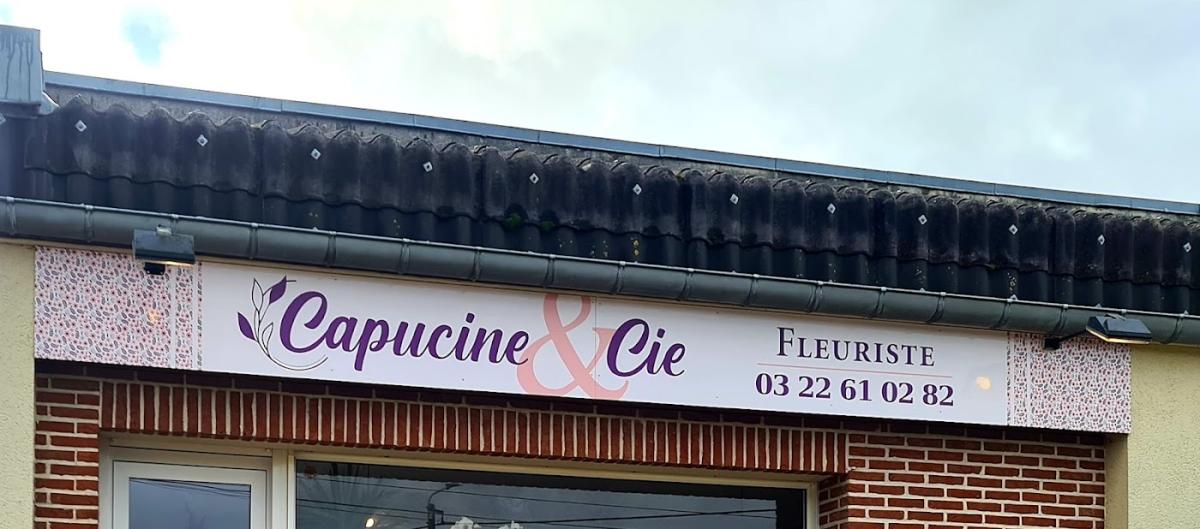 Capucine & Cie
FLEURISTE
03 22 61 02 82